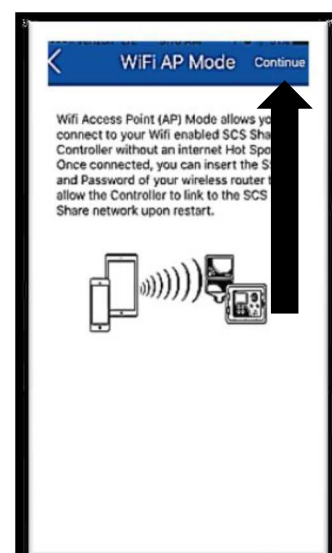 WiFi AP Mode Continue
Wifi Access Point (AP) Mode allows yo
connect to your Wifi enabled SCS Sha
Controller without an internet Hot Spo
Once connected, you can insert the S
and Password of your wireless router t
allow the Controller to link to the SCS
Share network upon restart.